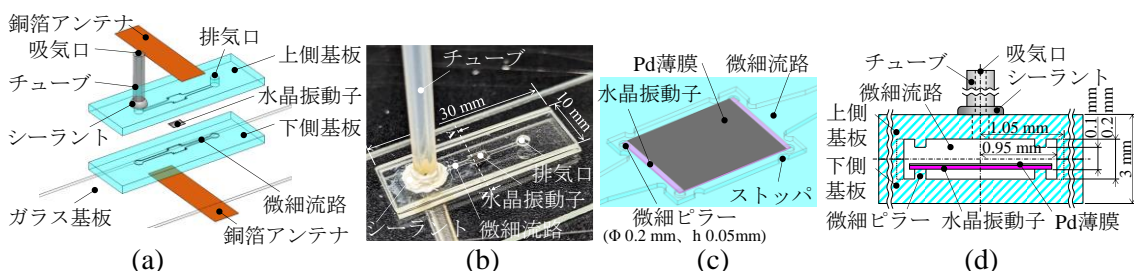 銅箔アンテナ
吸気口
排気口
上側基板
チューブ
水晶振動子
シーラント
下側基板
ガラス基板
微細流路
銅箔アンテナ
(a)
チューブ
30 mm
10 mm
排気口
水晶振動子
微細流路
シーラント
(b)
Pd薄膜
微細流路
水晶振動子
ストッパ
微細ピラー
(Φ 0.2 mm、h 0.05mm)
(c)
吸気口
チューブ
シーラント
微細流路
上側
基板
1.05 mm
0.95 mm
0.1 mm
0.2 mm
3 mm
下側
基板
微細ピラー
水晶振動子
Pd薄膜
(d)